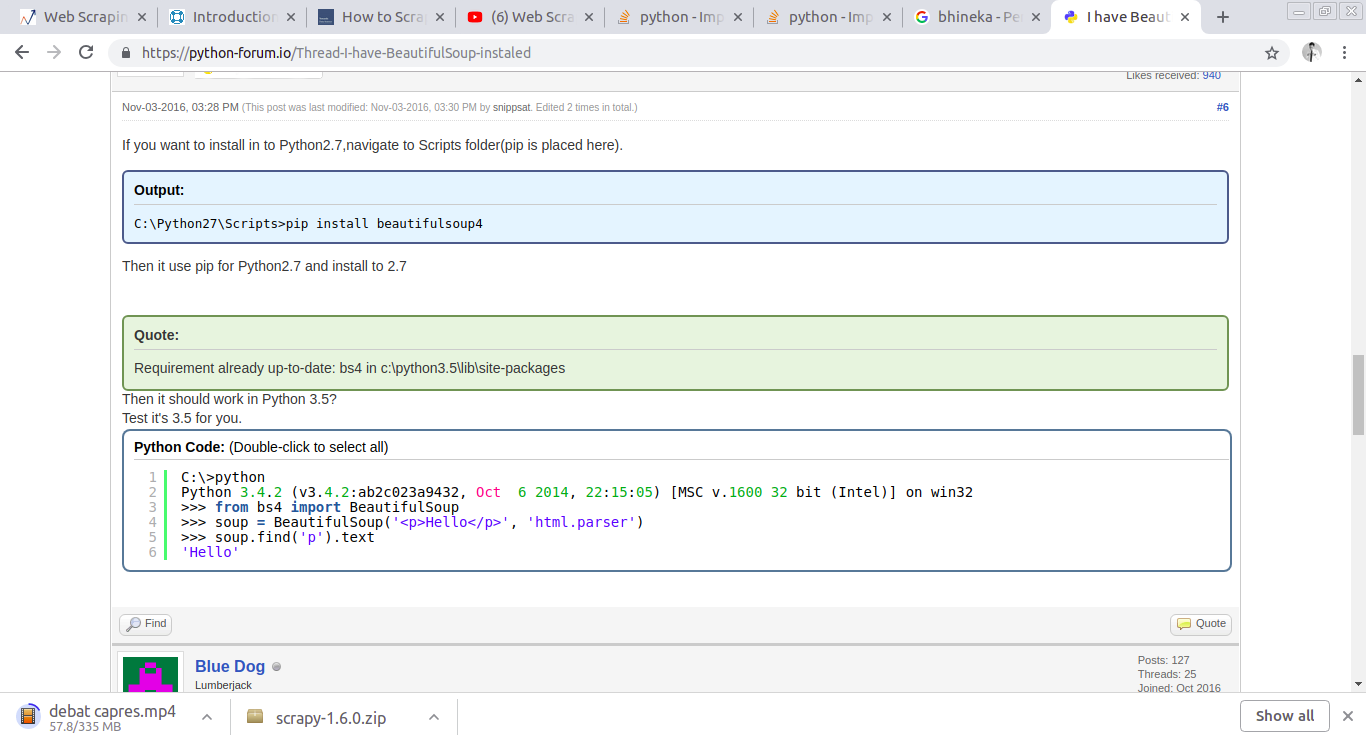 Web Scrapin
Introduction
How to Scra
(6) Web Scra
python - Imp
python - Imp
bhineka - Pe
I have Beaut
https://python-forum.io/Thread-I-have-BeautifulSoup-instaled
Likes received: 940
Nov-03-2016, 03:28 PM (This post was last modified: Nov-03-2016, 03:30 PM by snippsat. Edited 2 times in total.)
#6
If you want to install in to Python2.7,navigate to Scripts folder(pip is placed here).
Output:
C:\Python27\Scripts>pip install beautifulsoup4
Then it use pip for Python2.7 and install to 2.7
Quote:
Requirement already up-to-date: bs4 in c:\python3.5\lib\site-packages
Then it should work in Python 3.5?
Test it's 3.5 for you.
Python Code: (Double-click to select all)
1 C:\>python
2 Python 3.4.2 (v3.4.2:ab2c023a9432, Oct  6 2014, 22:15:05) [MSC v.1600 32 bit (Intel)] on win32
3 >>> from bs4 import BeautifulSoup
4 >>> soup = BeautifulSoup('<p>Hello</p>', 'html.parser')
5 >>> soup.find('p').text
6 'Hello'
Find
Quote
Blue Dog
Lumberjack
Posts: 127
Threads: 25
Joined: Oct 2016
debat capres.mp4
57.8/335 MB
scrapy-1.6.0.zip
Show all